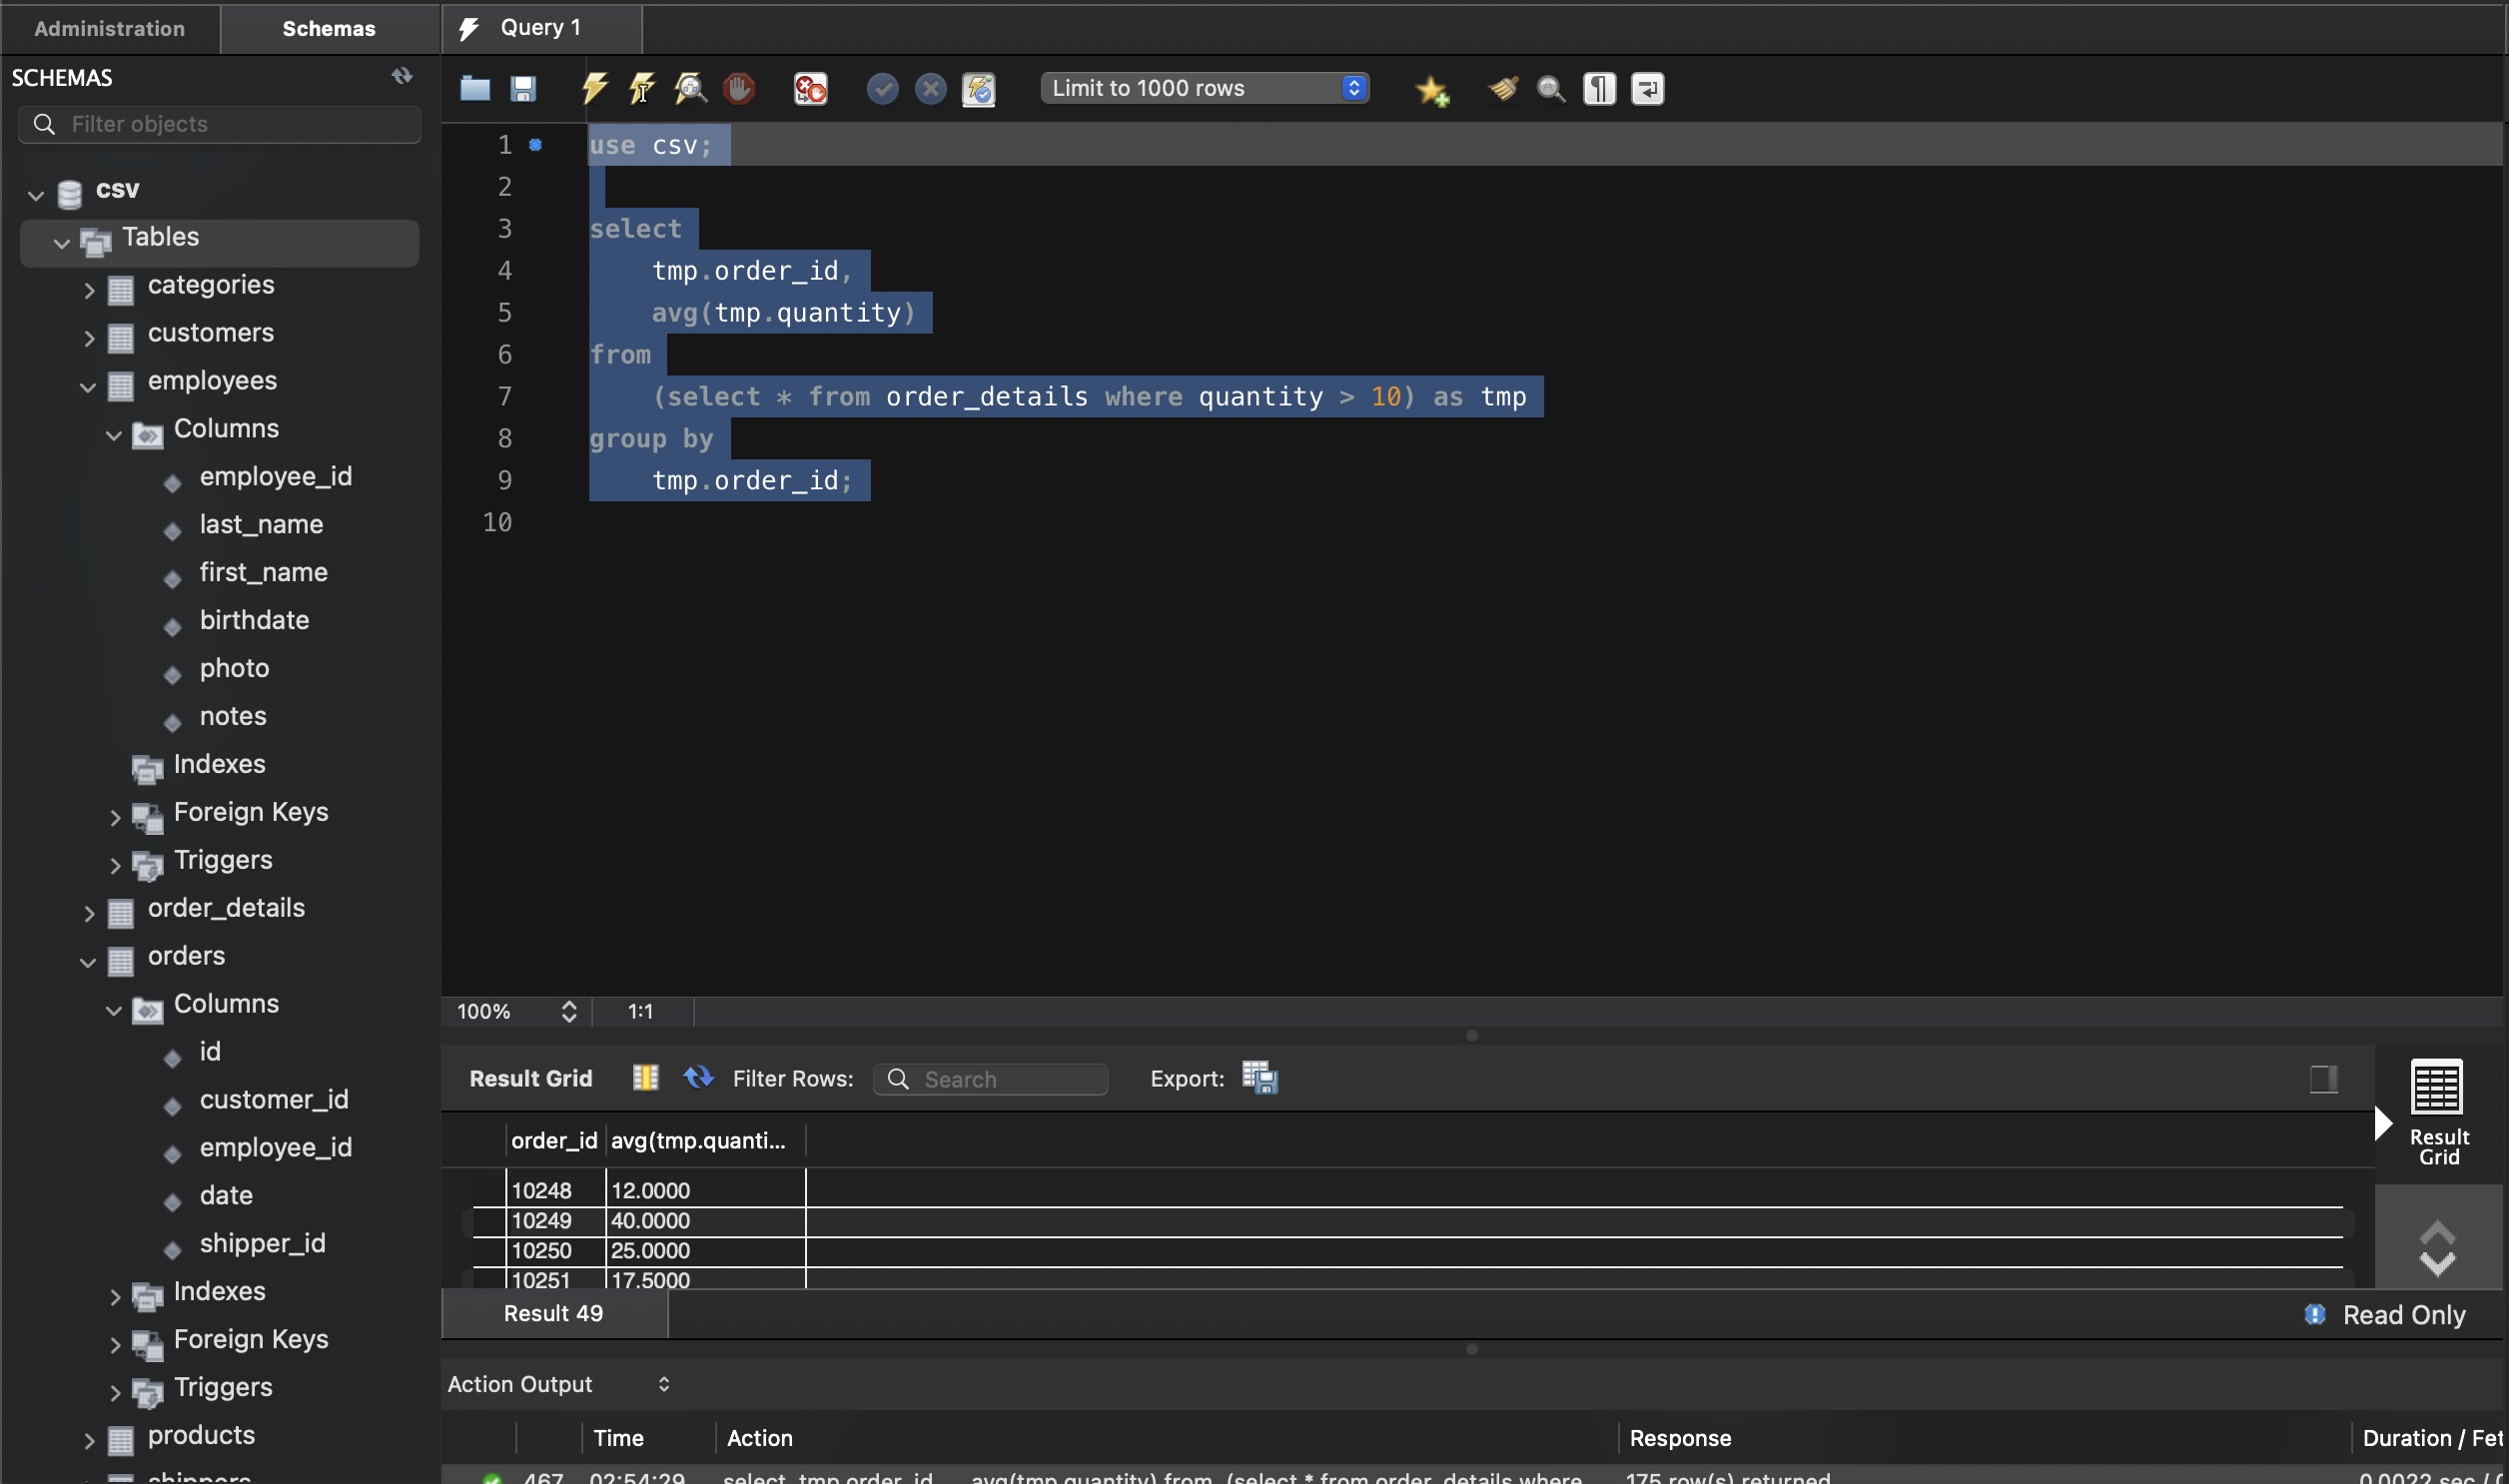 Administration
Schemas
Query 1
SCHEMAS
Filter objects
Limit to 1000 rows
csv
Tables
categories
customers
employees
Columns
employee_id
last_name
first_name
birthdate
photo
notes
Indexes
Foreign Keys
Triggers
order_details
orders
Columns
id
customer_id
employee_id
date
shipper_id
Indexes
Foreign Keys
Triggers
products
shippers
1 use csv;
2
3 select
4 tmp.order_id,
5 avg(tmp.quantity)
6 from
7 (select * from order_details where quantity > 10) as tmp
8 group by
9 tmp.order_id;
10
100% 1:1
Result Grid Filter Rows: Search Export:
order_id avg(tmp.quanti...
10248 12.0000
10249 40.0000
10250 25.0000
10251 17.5000
Result
Grid
Result 49
Read Only
Action Output
Time Action Response Duration / Fet
467 02:54:29 select tmp.order_id, avg(tmp.quantity) from (select * from order_details where 175 row(s) returned 0.0022 sec /